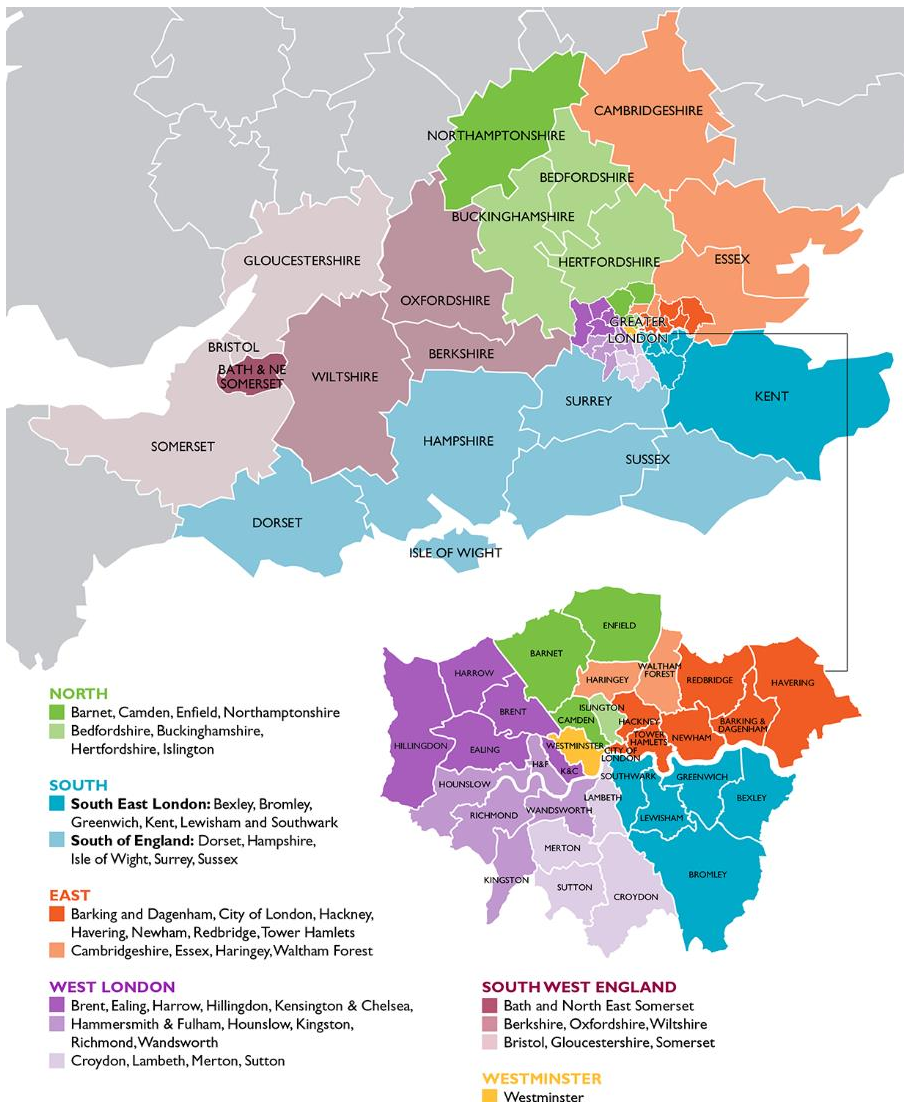 CAMBRIDGESHIRE
NORTHAMPTONSHIRE
BEDFORDSHIRE
BUCKINGHAMSHIRE
GLOUCESTERSHIRE
HERTFORDSHIRE
ESSEX
OXFORDSHIRE
GREATER
LONDON
BRISTOL
BERKSHIRE
BATH & NE
SOMERSET
WILTSHIRE
KENT
SURREY
HAMPSHIRE
SOMERSET
SUSSEX
DORSET
ISLE OF WIGHT
ENFIELD
BARNET
WALTHAM
FOREST
HARROW
HARINGEY
REDBRIDGE
HAVERING
BRENT
ISLINGTON
CAMDEN
HACKNEY
BARKING &
DAGENHAM
TOWER
HAMLETS
NEWHAM
HILLINGDON
EALING
WESTMINSTER
CITY OF
LONDON
H&F
K&C
HOUNSLOW
SOUTHWARK
GREENWICH
LAMBETH
BEXLEY
RICHMOND
WANDSWORTH
LEWISHAM
MERTON
BROMLEY
KINGSTON
SUTTON
CROYDON
NORTH
Barnet, Camden, Enfield, Northamptonshire
Bedfordshire, Buckinghamshire,
Hertfordshire, Islington
SOUTH
South East London: Bexley, Bromley,
Greenwich, Kent, Lewisham and Southwark
South of England: Dorset, Hampshire,
Isle of Wight, Surrey, Sussex
EAST
Barking and Dagenham, City of London, Hackney,
Havering, Newham, Redbridge, Tower Hamlets
Cambridgeshire, Essex, Haringey, Waltham Forest
WEST LONDON
Brent, Ealing, Harrow, Hillingdon, Kensington & Chelsea,
Hammersmith & Fulham, Hounslow, Kingston,
Richmond, Wandsworth
Croydon, Lambeth, Merton, Sutton
SOUTH WEST ENGLAND
Bath and North East Somerset
Berkshire, Oxfordshire, Wiltshire
Bristol, Gloucestershire, Somerset
WESTMINSTER
Westminster